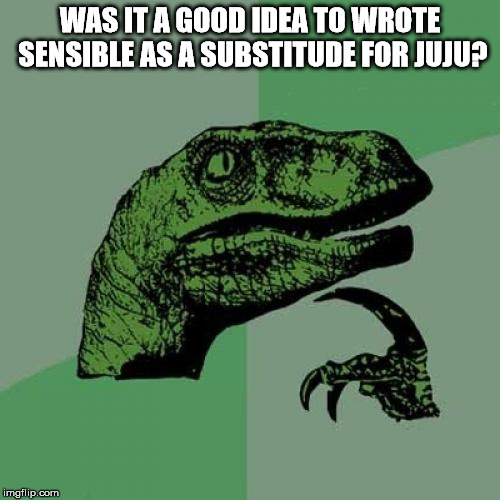 WAS IT A GOOD IDEA TO WROTE
SENSIBLE AS A SUBSTITUDE FOR JUJU?
imgflip.com